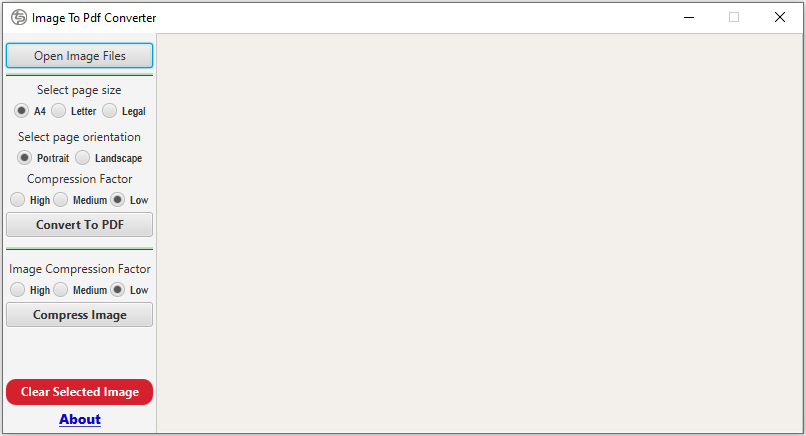 Image To Pdf Converter
Open Image Files
Select page size
A4 Letter Legal
Select page orientation
Portrait Landscape
Compression Factor
High Medium Low
Convert To PDF
Image Compression Factor
High Medium Low
Compress Image
Clear Selected Image
About